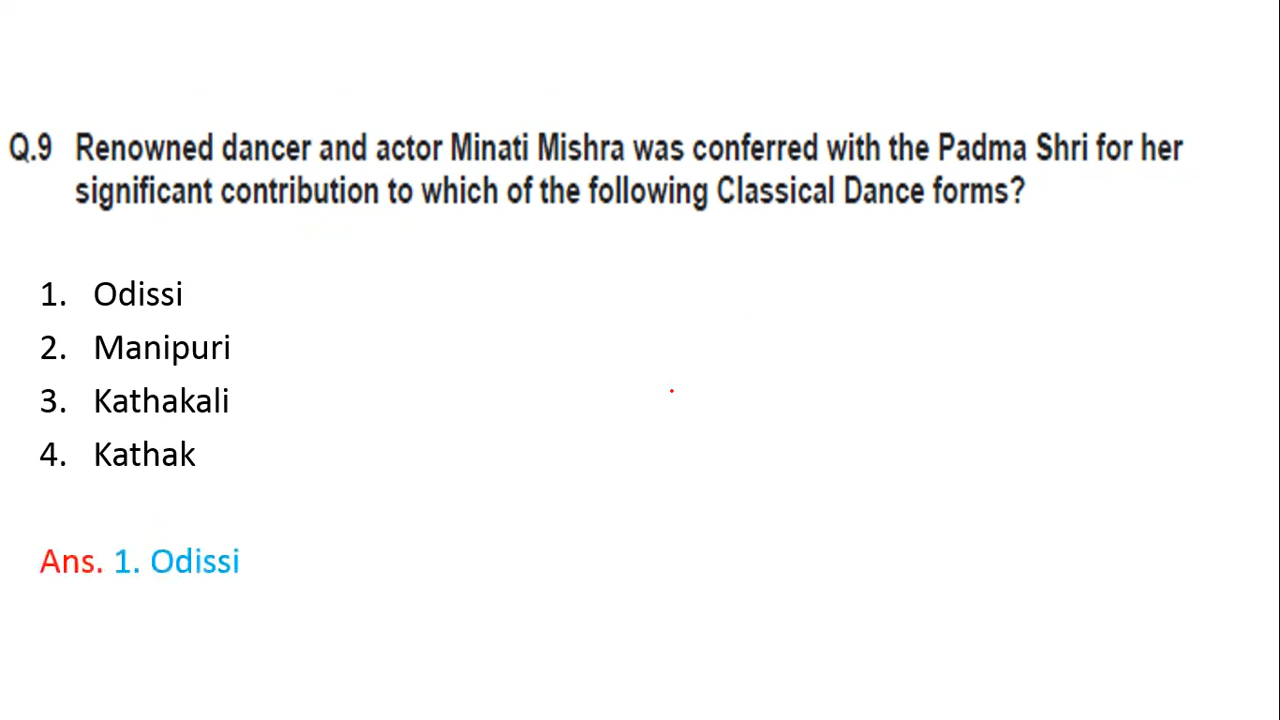 Q.9 Renowned dancer and actor Minati Mishra was conferred with the Padma Shri for her
significant contribution to which of the following Classical Dance forms?
1. Odissi
2. Manipuri
3. Kathakali
4. Kathak
Ans. 1. Odissi